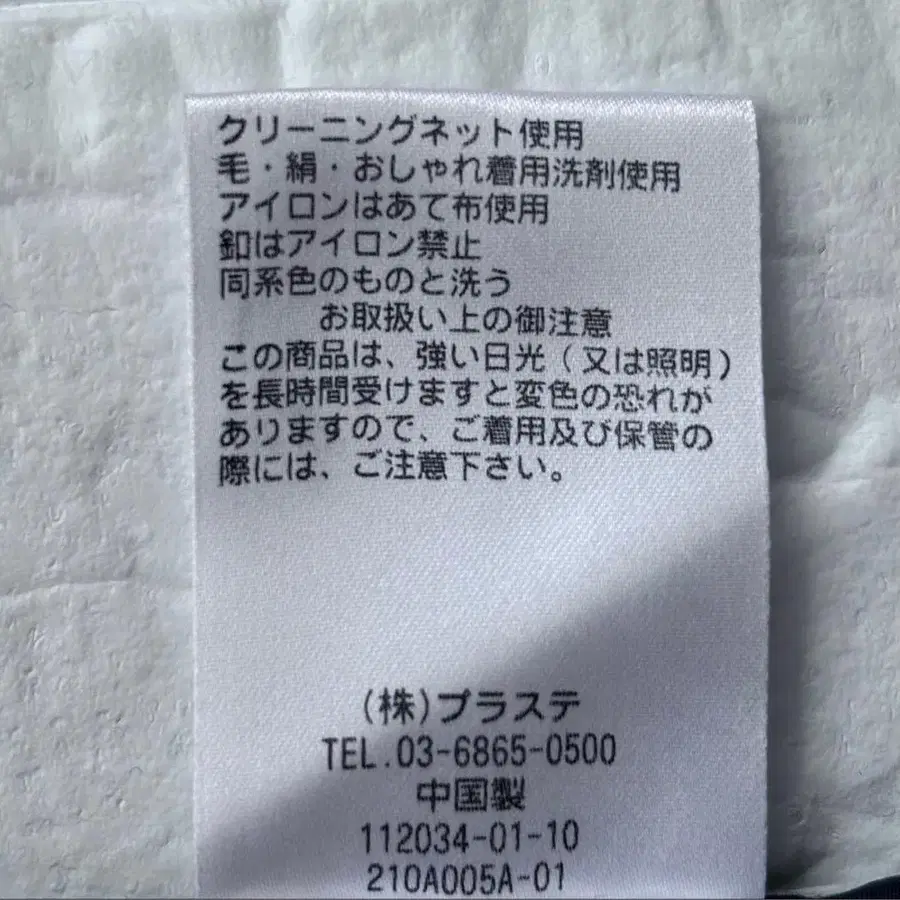 クリーニングネット使用
毛・絹・おしゃれ着用洗剤使用
アイロンはあて布使用
釦はアイロン禁止
同系色のものと洗う
お取扱い上の御注意
この商品は、強い日光(又は照明)
を長時間受けますと変色の恐れが
ありますので、ご着用及び保管の
際には、ご注意下さい。
(株)プラステ
TEL.03-6865-0500
中国製
112034-01-10
210A005A-01